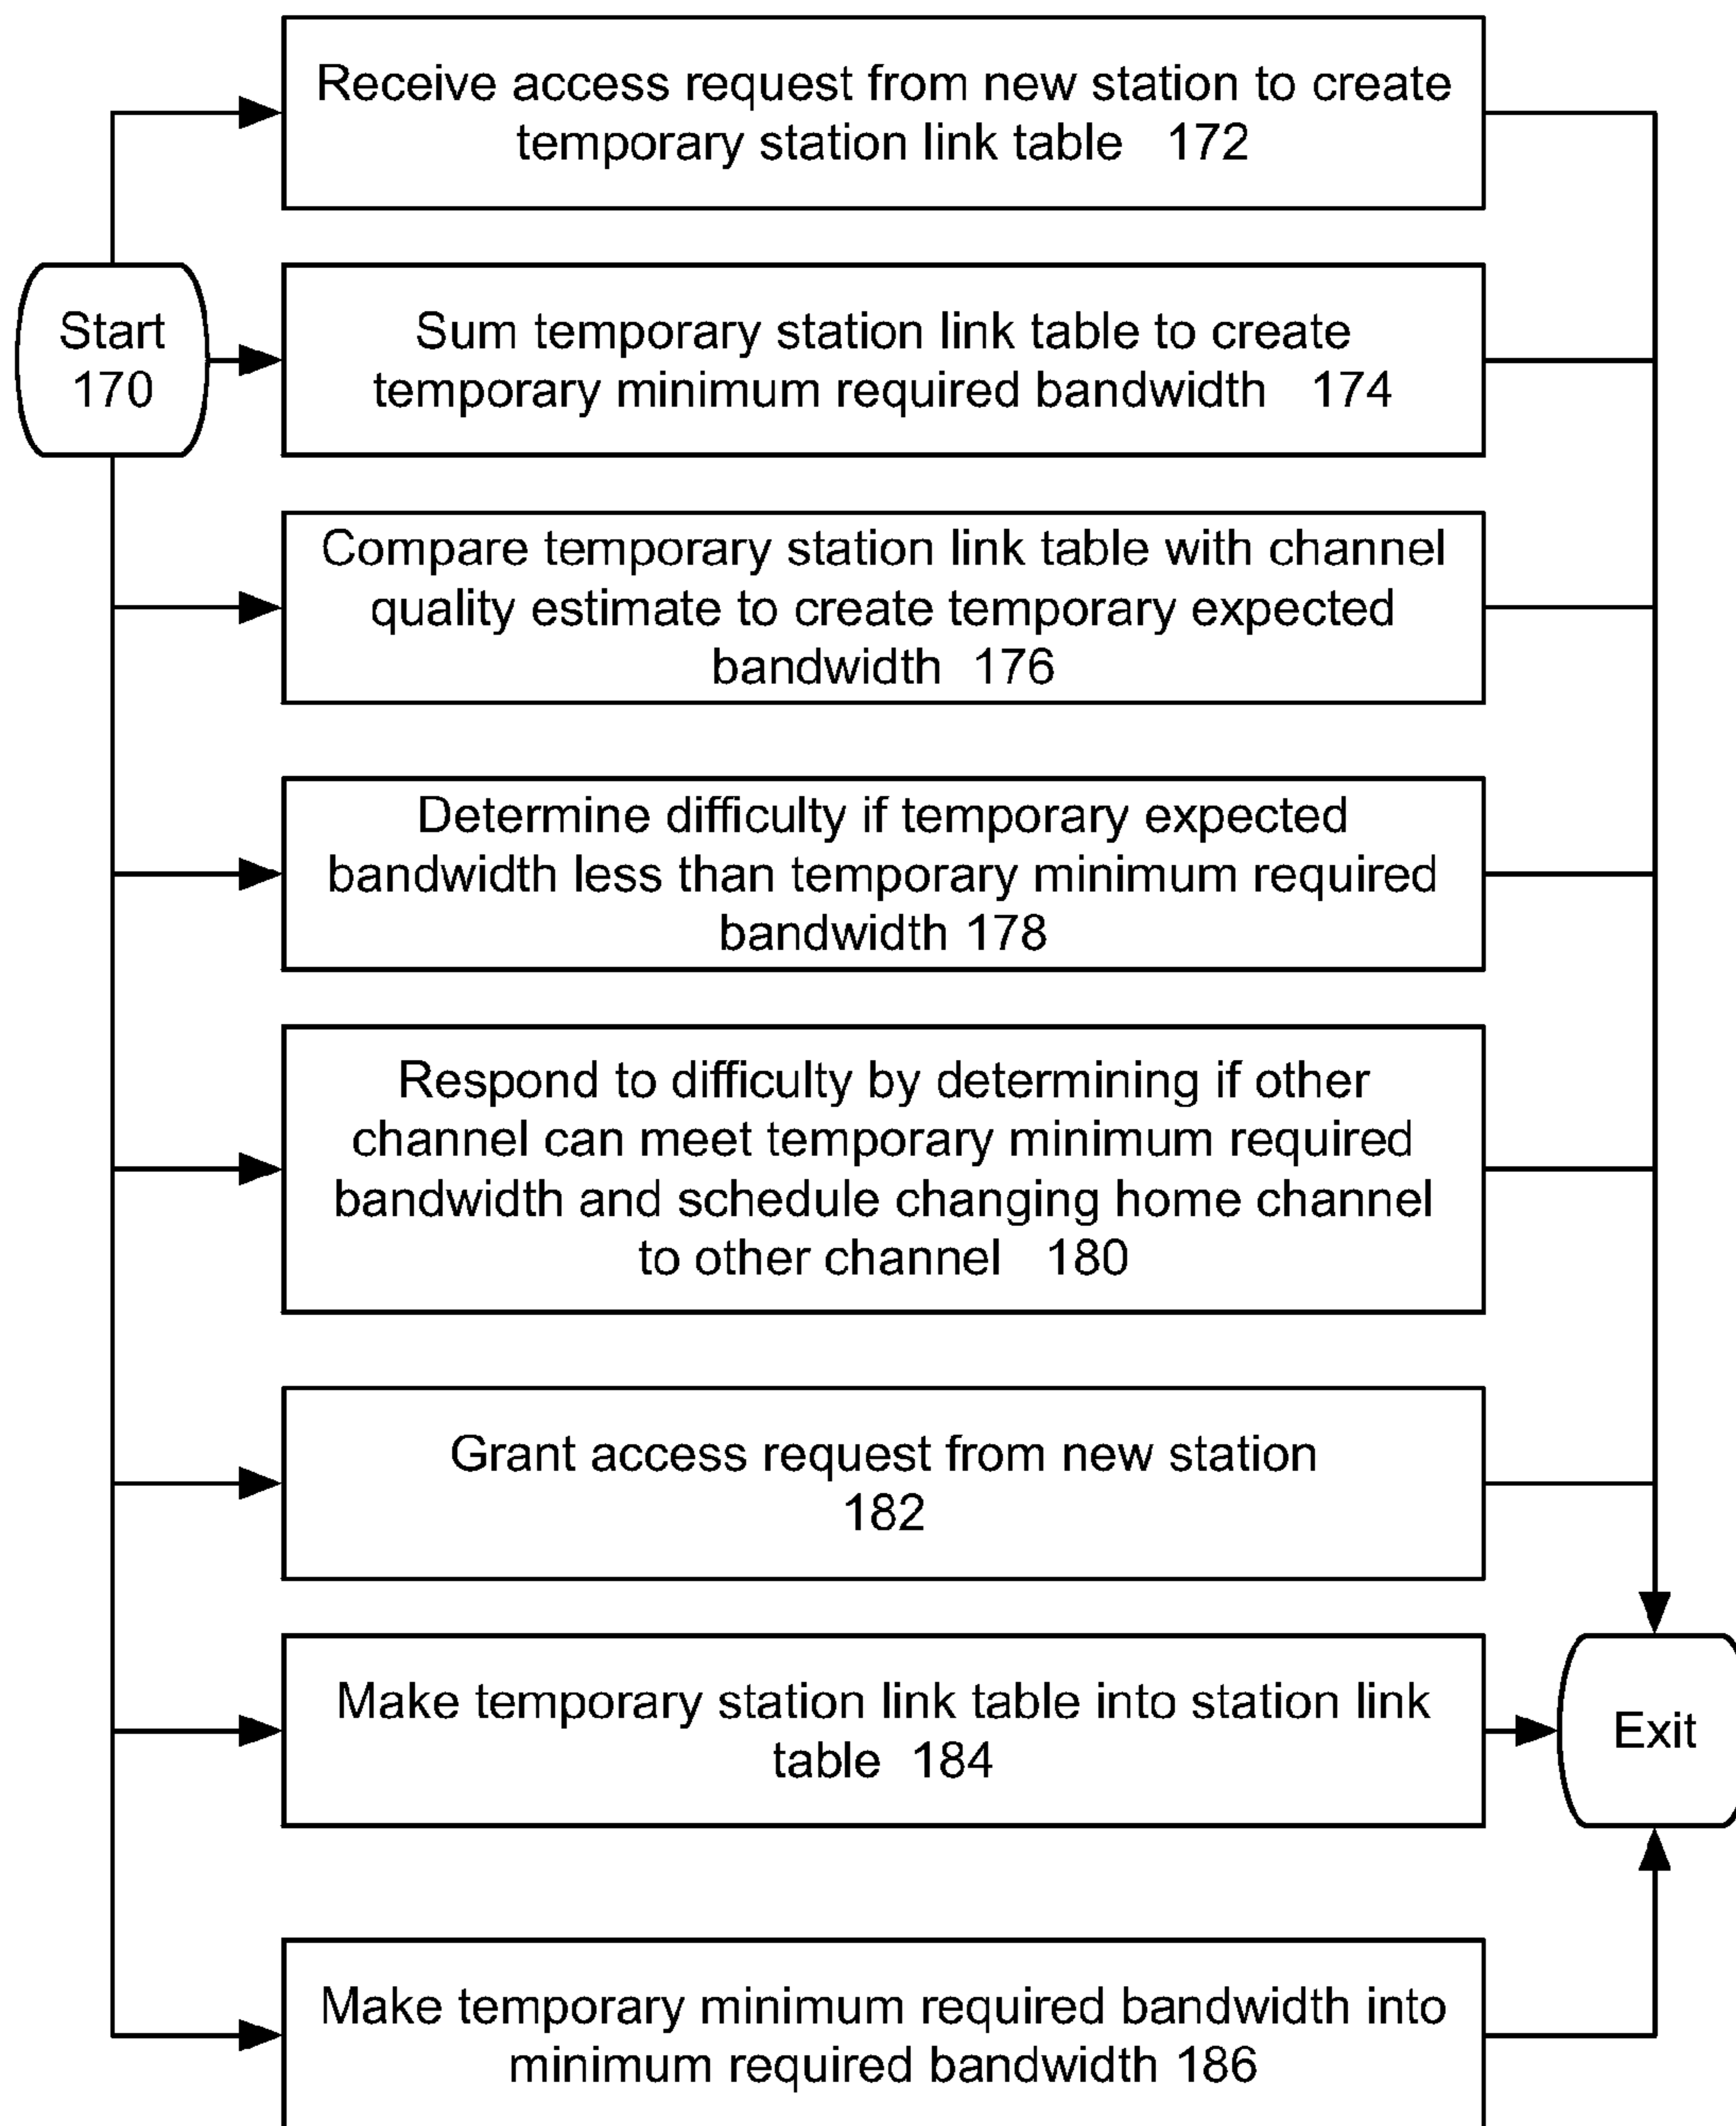 Receive access request from new station to create
temporary station link table 172
Start
170
Sum temporary station link table to create
temporary minimum required bandwidth 174
Compare temporary station link table with channel
quality estimate to create temporary expected
bandwidth 176
Determine difficulty if temporary expected
bandwidth less than temporary minimum required
bandwidth 178
Respond to difficulty by determining if other
channel can meet temporary minimum required
bandwidth and schedule changing home channel
to other channel 180
Grant access request from new station
182
Make temporary station link table into station link
table 184
Exit
Make temporary minimum required bandwidth into
minimum required bandwidth 186